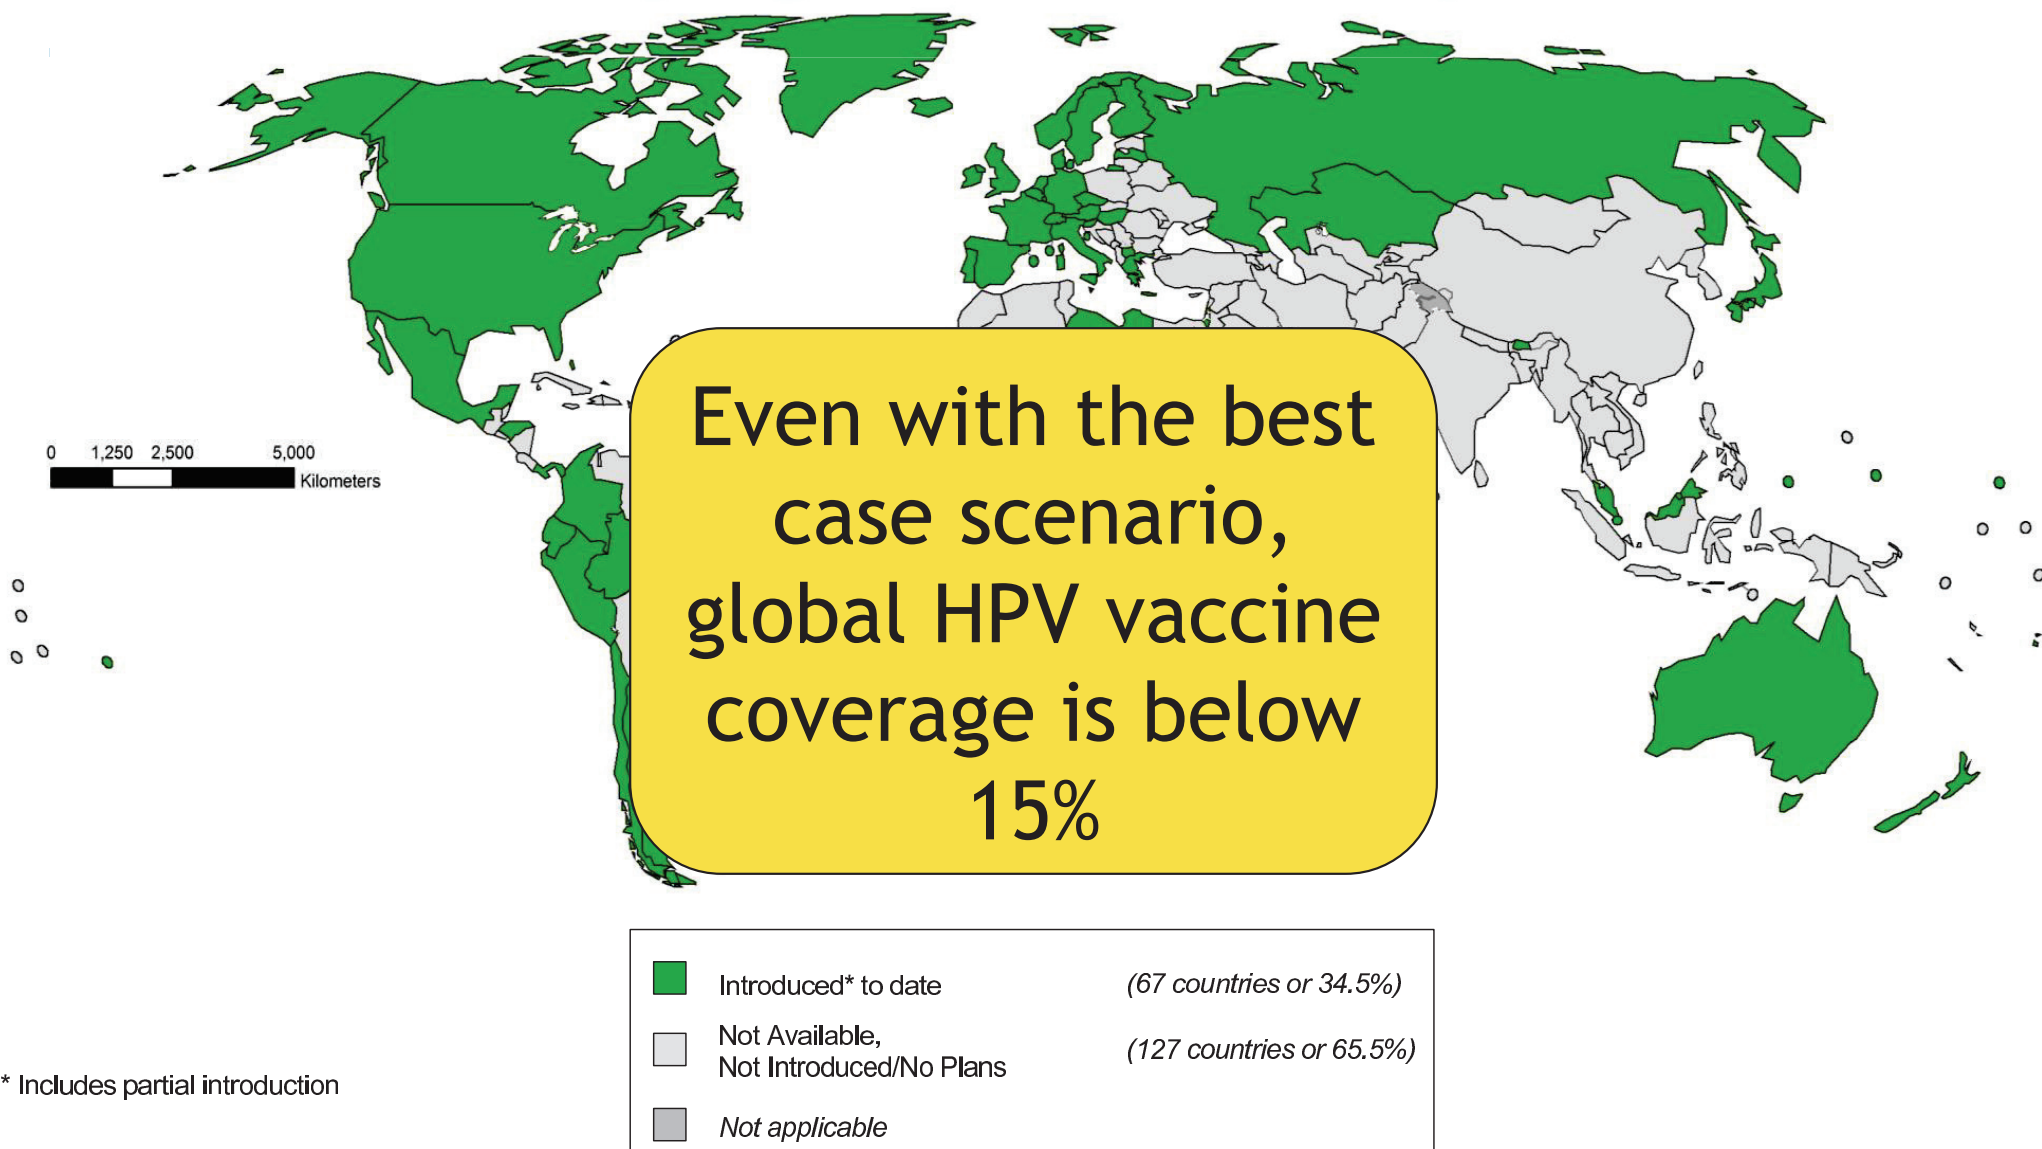 Even with the best
case scenario,
global HPV vaccine
coverage is below
15%
0 1,250 2,500 5,000
Kilometers
Introduced* to date (67 countries or 34.5%)
Not Available,
Not Introduced/No Plans (127 countries or 65.5%)
Not applicable
* Includes partial introduction